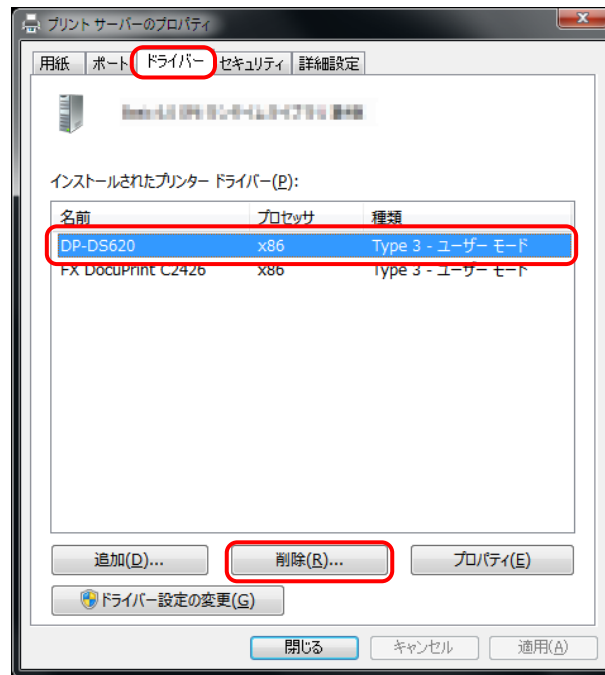 プリント サーバーのプロパティ
用紙 ポート ドライバー セキュリティ 詳細設定
インストールされたプリンター ドライバー(P):
名前 プロセッサ 種類
DP-DS620 x86 Type 3 - ユーザー モード
FX DocuPrint C2426 x86 Type 3 - ユーザー モード
追加(D)... 削除(R)... プロパティ(E)
ドライバー設定の変更(G)
閉じる キャンセル 適用(A)